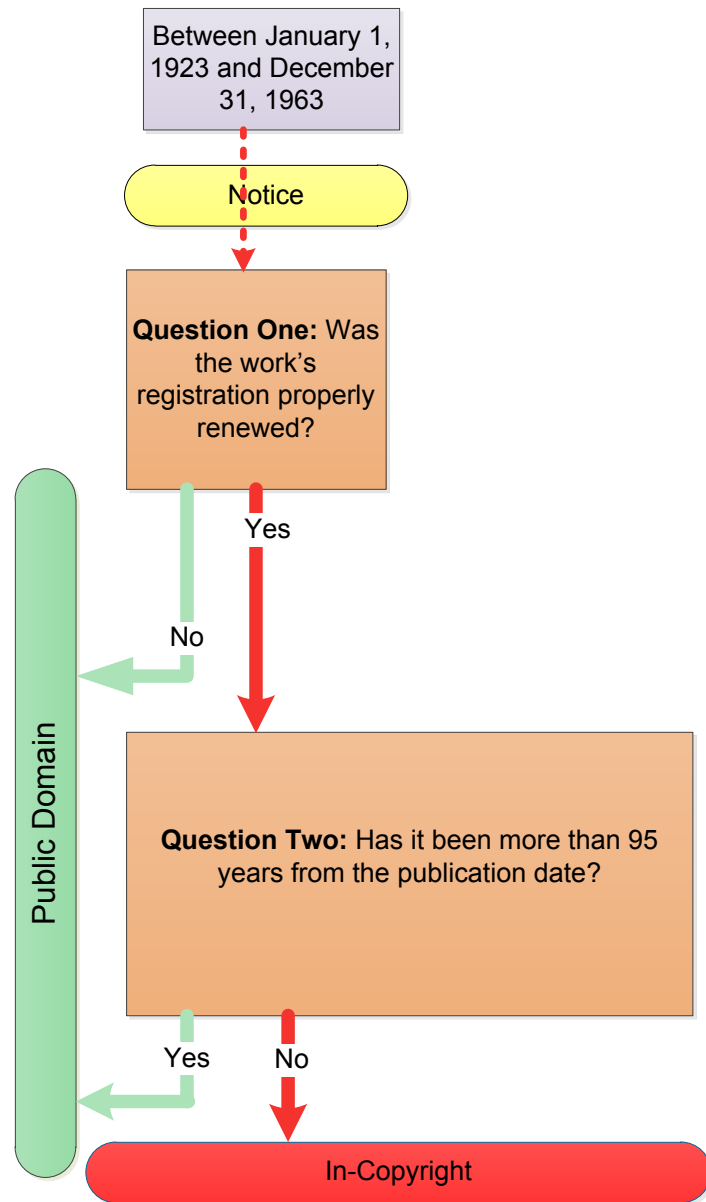 Between January 1,
1923 and December
31, 1963
Notice
Question One: Was
the work’s
registration properly
renewed?
Yes
No
Public Domain
Question Two: Has it been more than 95
years from the publication date?
Yes
No
In-Copyright